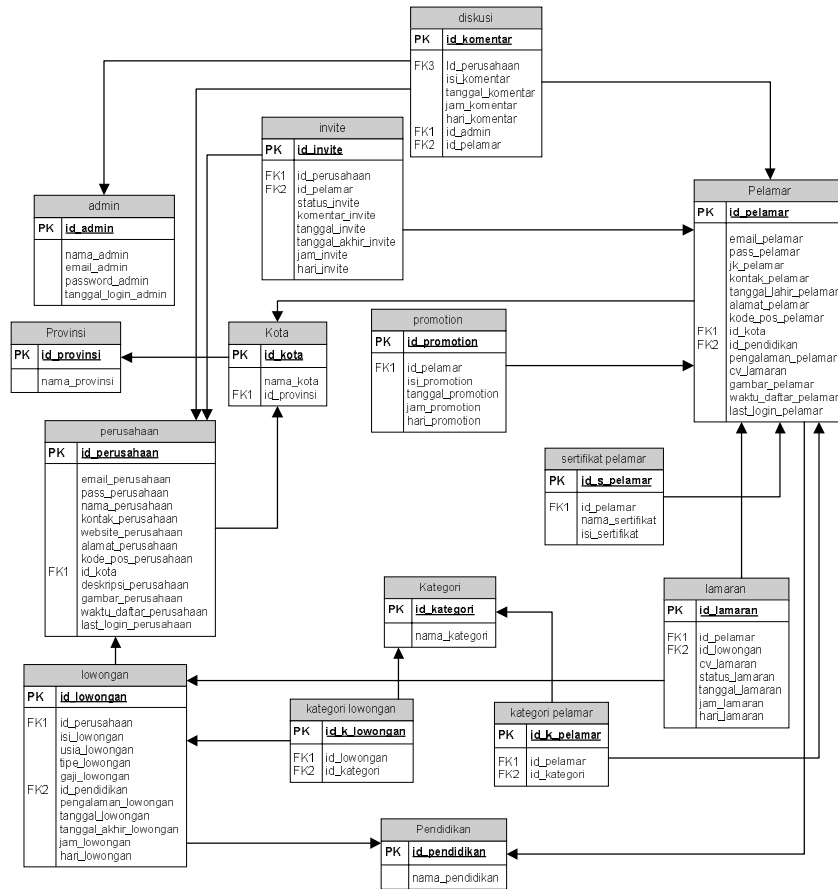 diskusi
PK id_komentar
FK3 Id_perusahaan
isi_komentar
tanggal_komentar
jam_komentar
hari_komentar
FK1 id_admin
FK2 id_pelamar
invite
PK id_invite
FK1 id_perusahaan
FK2 id_pelamar
status_invite
komentar_invite
tanggal_invite
tanggal_akhir_invite
jam_invite
hari_invite
admin
PK id_admin
nama_admin
email_admin
password_admin
tanggal_login_admin
Pelamar
PK id_pelamar
email_pelamar
pass_pelamar
jk_pelamar
kontak_pelamar
tanggal_lahir_pelamar
alamat_pelamar
kode_pos_pelamar
FK1 id_kota
FK2 id_pendidikan
pengalaman_pelamar
cv_lamaran
gambar_pelamar
waktu_daftar_pelamar
last_login_pelamar
Provinsi
PK id_provinsi
nama_provinsi
Kota
PK id_kota
nama_kota
FK1 id_provinsi
promotion
PK id_promotion
FK1 id_pelamar
isi_promotion
tanggal_promotion
jam_promotion
hari_promotion
perusahaan
PK id_perusahaan
email_perusahaan
pass_perusahaan
nama_perusahaan
kontak_perusahaan
website_perusahaan
alamat_perusahaan
kode_pos_perusahaan
FK1 id_kota
deskripsi_perusahaan
gambar_perusahaan
waktu_daftar_perusahaan
last_login_perusahaan
sertifikat pelamar
PK id_s_pelamar
FK1 id_pelamar
nama_sertifikat
isi_sertifikat
Kategori
PK id_kategori
nama_kategori
lamaran
PK id_lamaran
FK1 id_pelamar
FK2 id_lowongan
cv_lamaran
status_lamaran
tanggal_lamaran
jam_lamaran
hari_lamaran
lowongan
PK id_lowongan
FK1 id_perusahaan
isi_lowongan
usia_lowongan
tipe_lowongan
gaji_lowongan
FK2 id_pendidikan
pengalaman_lowongan
tanggal_lowongan
tanggal_akhir_lowongan
jam_lowongan
hari_lowongan
kategori lowongan
PK id_k_lowongan
FK1 id_lowongan
FK2 id_kategori
kategori pelamar
PK id_k_pelamar
FK1 id_pelamar
FK2 id_kategori
Pendidikan
PK id_pendidikan
nama_pendidikan